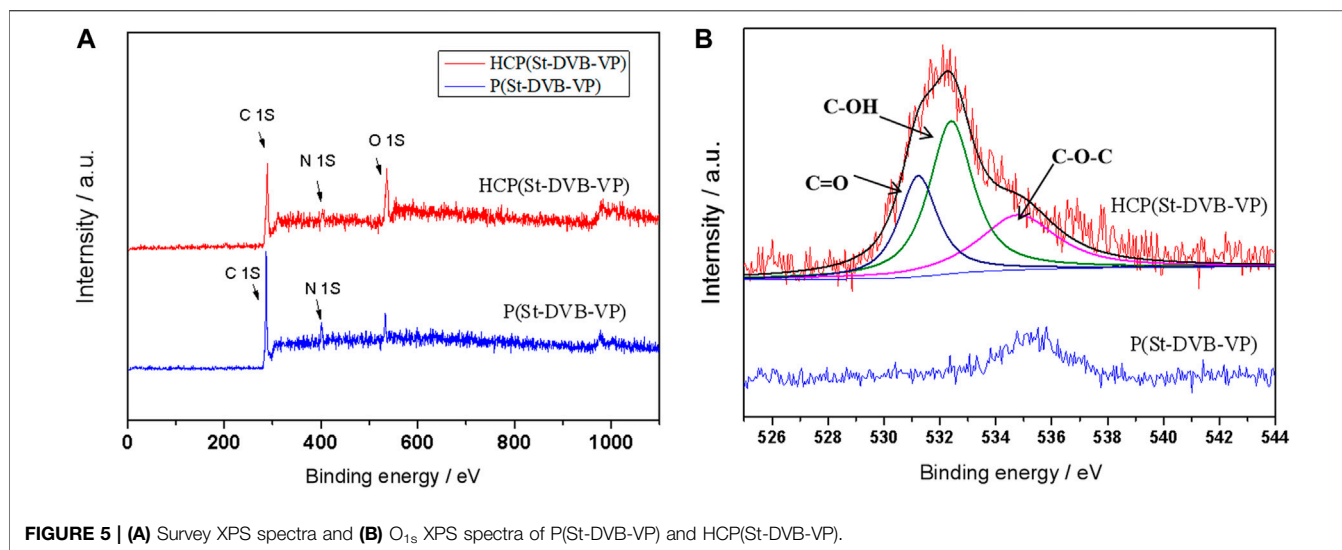 A
HCP(St-DVB-VP)
P(St-DVB-VP)
C 1S
N 1S
O 1S
HCP(St-DVB-VP)
C 1S
N 1S
P(St-DVB-VP)
Intensity / a.u.
0 200 400 600 800 1000
Binding energy / eV
B
C-OH
C=O
C-O-C
HCP(St-DVB-VP)
P(St-DVB-VP)
Intensity / a.u.
526 528 530 532 534 536 538 540 542 544
Binding energy / eV
FIGURE 5 | (A) Survey XPS spectra and (B) O1s XPS spectra of P(St-DVB-VP) and HCP(St-DVB-VP).